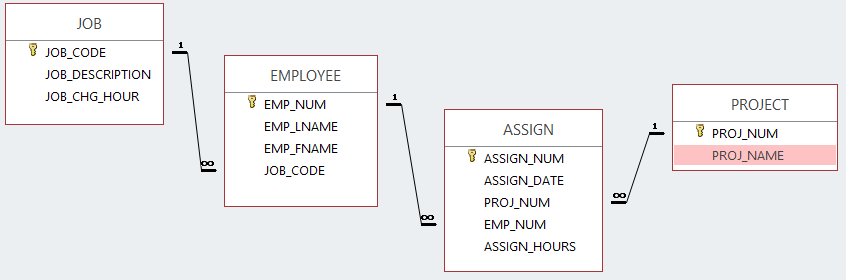 JOB
JOB_CODE
JOB_DESCRIPTION
JOB_CHG_HOUR
1
∞
EMPLOYEE
EMP_NUM
EMP_LNAME
EMP_FNAME
JOB_CODE
1
∞
ASSIGN
ASSIGN_NUM
ASSIGN_DATE
PROJ_NUM
EMP_NUM
ASSIGN_HOURS
1
∞
PROJECT
PROJ_NUM
PROJ_NAME